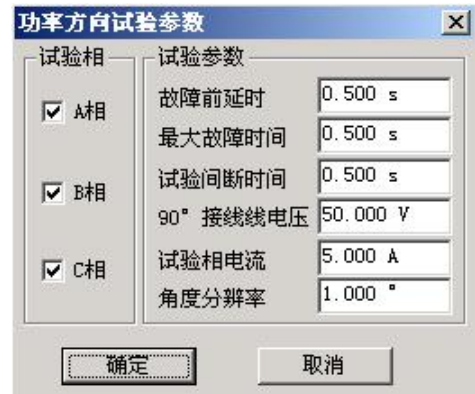 功率方向试验参数
试验相
A相
B相
C相
试验参数
故障前延时 0.500 s
最大故障时间 0.500 s
试验间断时间 0.500 s
90° 接线线电压 50.000 V
试验相电流 5.000 A
角度分辨率 1.000 °
确定 取消